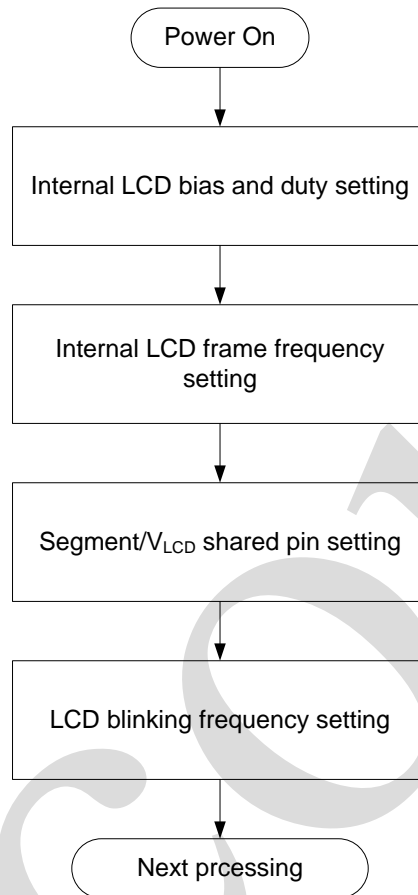 Power On
Internal LCD bias and duty setting
Internal LCD frame frequency
setting
Segment/VLCD shared pin setting
LCD blinking frequency setting
Next prcessing